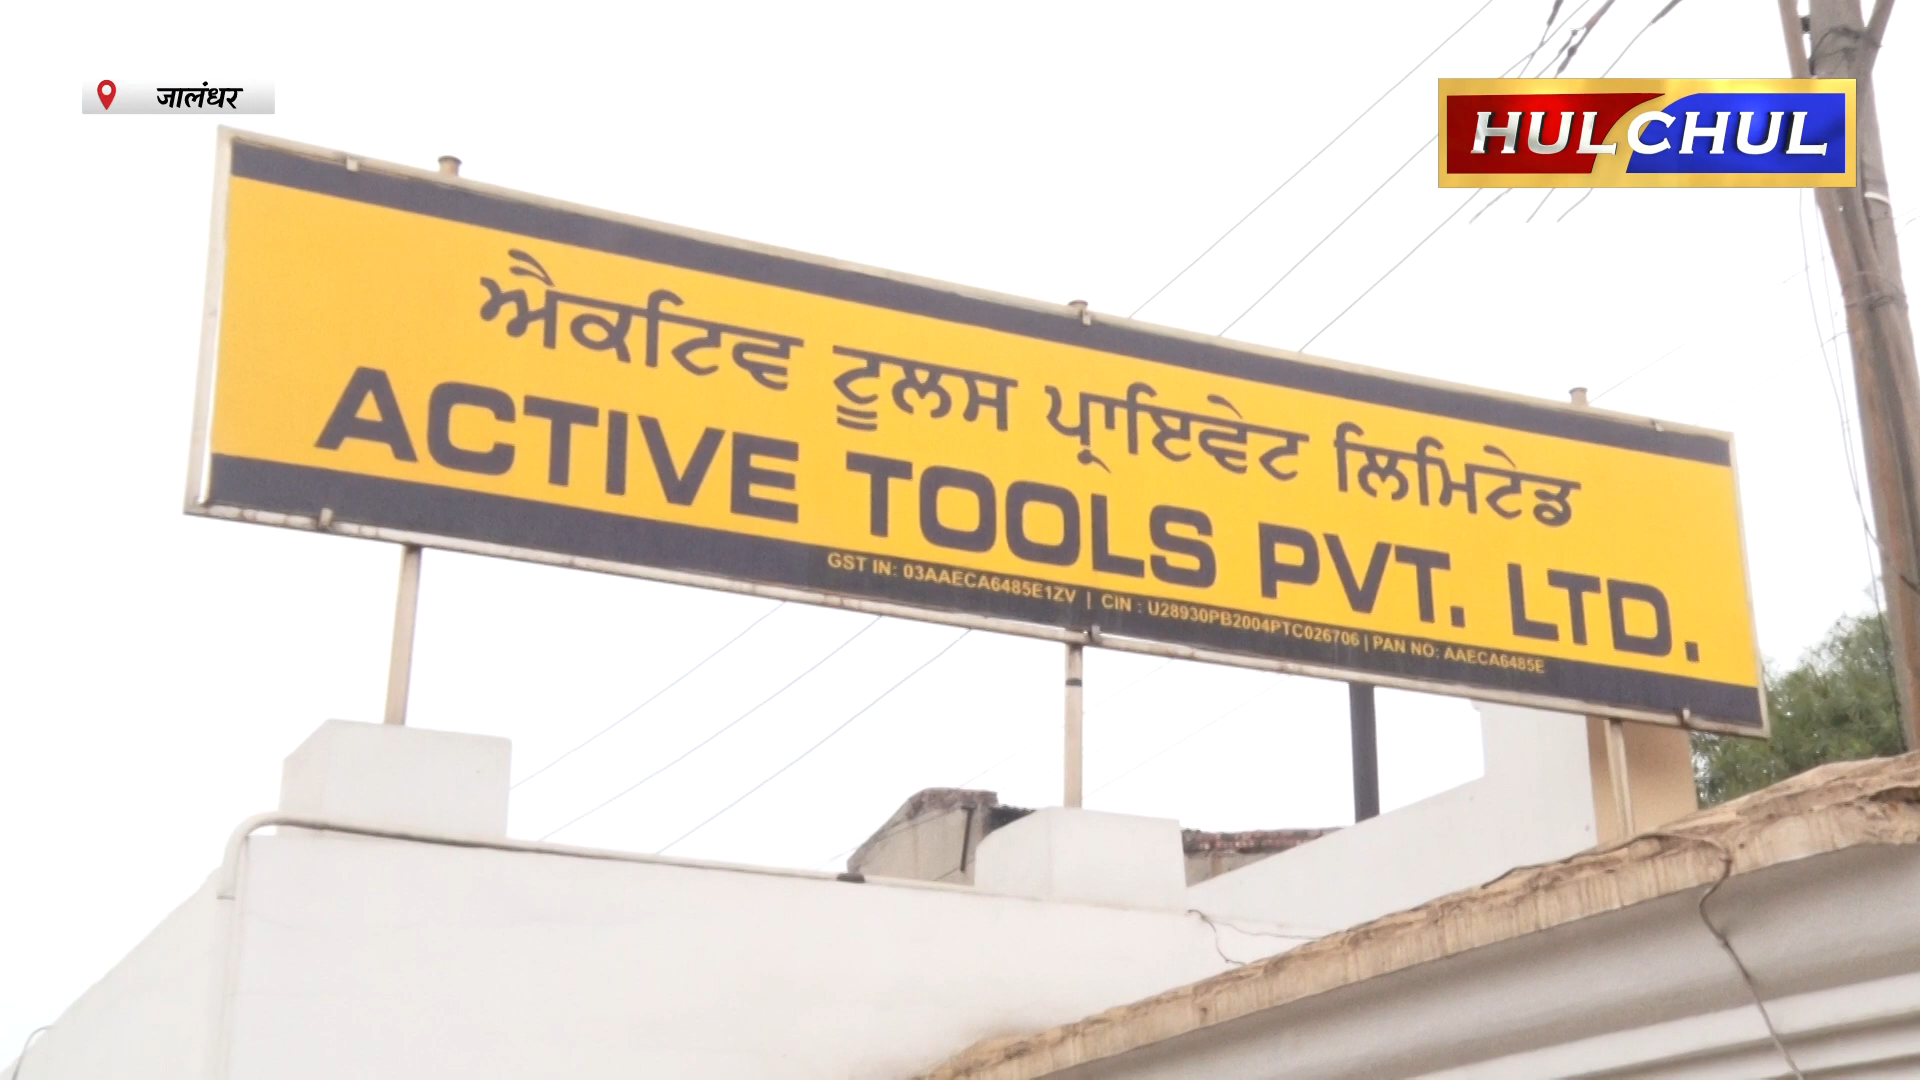 जालंधर
HULCHUL
ਐਕਟਿਵ ਟੂਲਸ ਪ੍ਰਾਇਵੇਟ ਲਿਮਿਟੇਡ
ACTIVE TOOLS PVT. LTD.
GST IN: 03AAECA6485E1ZV | CIN : U28930PB2004PTC026706 | PAN NO: AAECA6485E